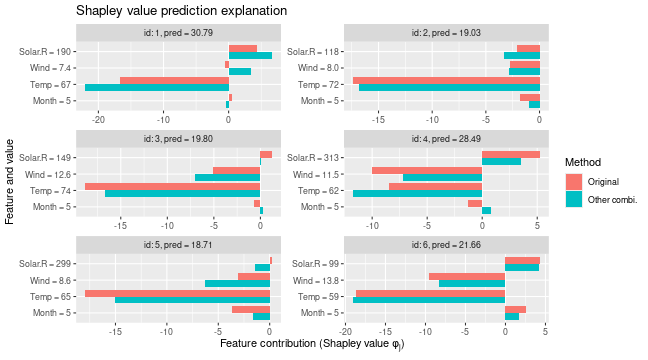 Shapley value prediction explanation
id: 1, pred = 30.79
id: 2, pred = 19.03
Solar.R = 190
Wind = 7.4
Temp = 67
Month = 5
-20 -10 0
Solar.R = 118
Wind = 8.0
Temp = 72
Month = 5
-15 -10 -5 0
id: 3, pred = 19.80
id: 4, pred = 28.49
Solar.R = 149
Wind = 12.6
Temp = 74
Month = 5
-15 -10 -5 0
Solar.R = 313
Wind = 11.5
Temp = 62
Month = 5
-10 -5 0 5
id: 5, pred = 18.71
id: 6, pred = 21.66
Solar.R = 299
Wind = 8.6
Temp = 65
Month = 5
-15 -10 -5 0
Solar.R = 99
Wind = 13.8
Temp = 59
Month = 5
-20 -15 -10 -5 0 5
Feature and value
Feature contribution (Shapley value φj)
Method
Original
Other combi.